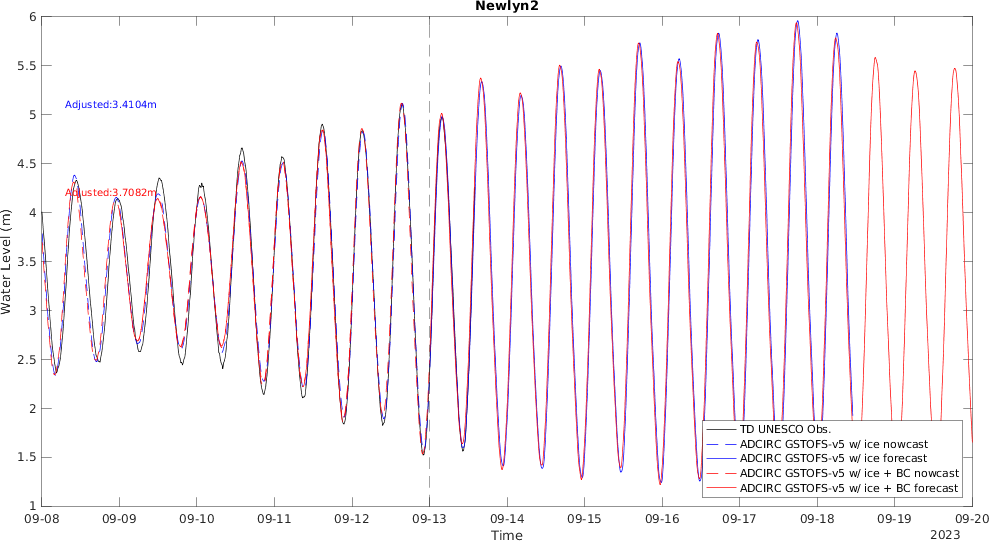 Newlyn2
6
5.5
5
4.5
4
3.5
3
2.5
2
1.5
1
Water Level (m)
Adjusted:3.4104m
Adjusted:3.7082m
TD UNESCO Obs.
ADCIRC GSTOFS-v5 w/ ice nowcast
ADCIRC GSTOFS-v5 w/ ice forecast
ADCIRC GSTOFS-v5 w/ ice + BC nowcast
ADCIRC GSTOFS-v5 w/ ice + BC forecast
09-08 09-09 09-10 09-11 09-12 09-13 09-14 09-15 09-16 09-17 09-18 09-19 09-20
Time
2023